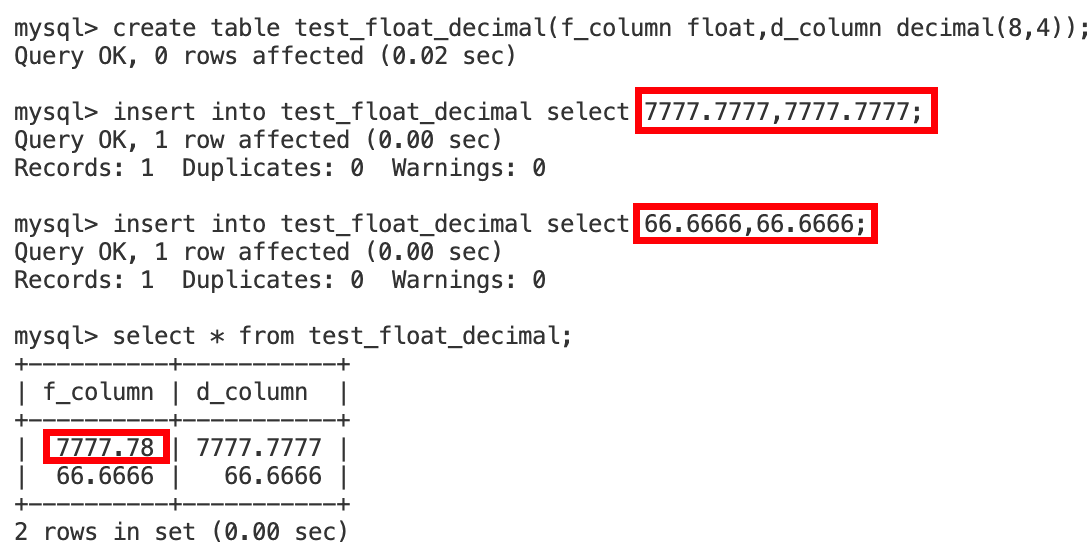 mysql> create table test_float_decimal(f_column float,d_column decimal(8,4));
Query OK, 0 rows affected (0.02 sec)
mysql> insert into test_float_decimal select 7777.7777,7777.7777;
Query OK, 1 row affected (0.00 sec)
Records: 1  Duplicates: 0  Warnings: 0
mysql> insert into test_float_decimal select 66.6666,66.6666;
Query OK, 1 row affected (0.00 sec)
Records: 1  Duplicates: 0  Warnings: 0
mysql> select * from test_float_decimal;
+----------+-----------+
| f_column | d_column  |
+----------+-----------+
|  7777.78 | 7777.7777 |
|  66.6666 |   66.6666 |
+----------+-----------+
2 rows in set (0.00 sec)